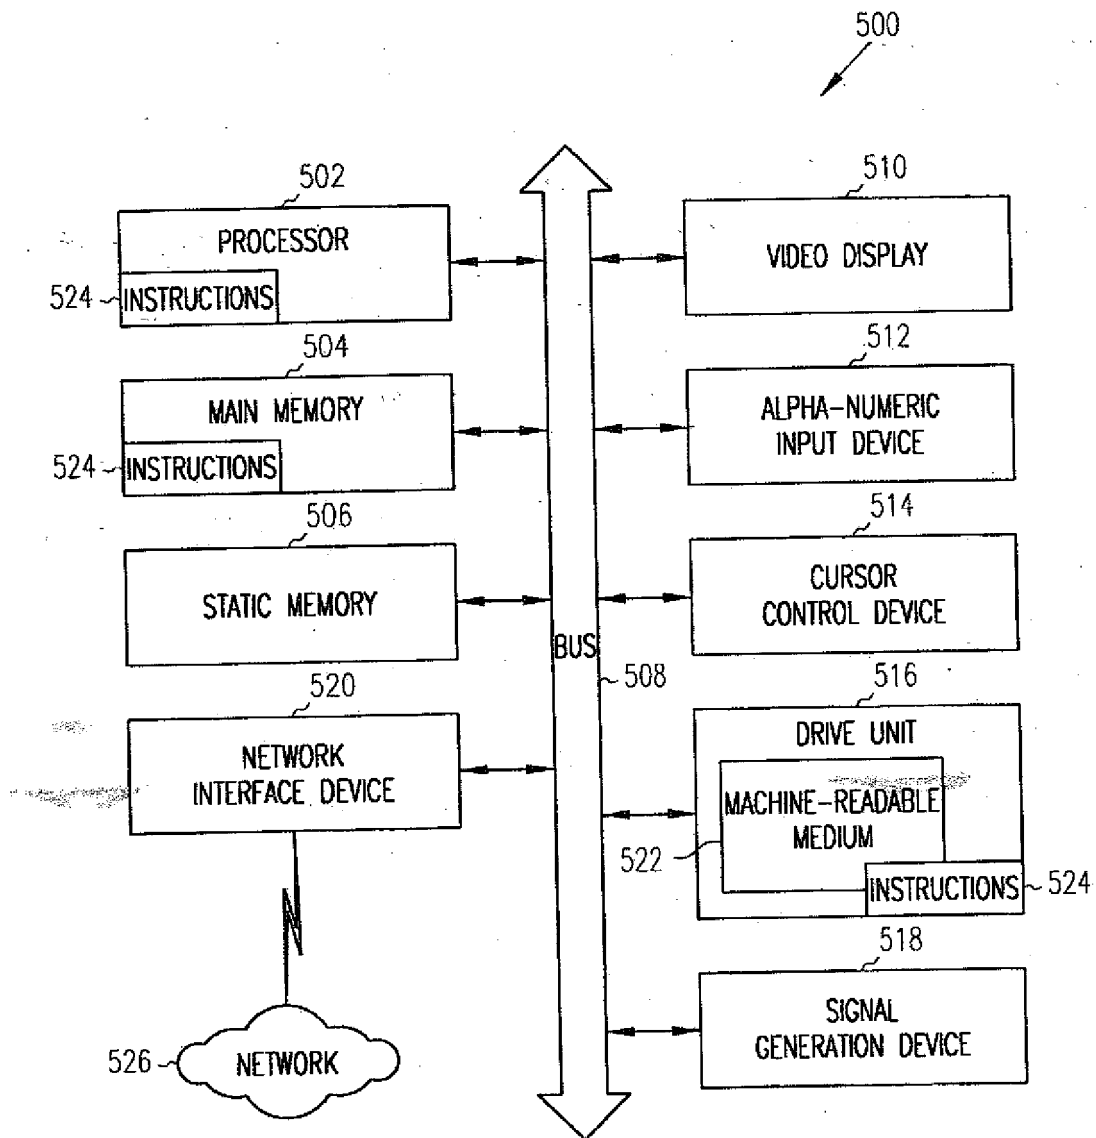 500
502
PROCESSOR
524
INSTRUCTIONS
504
MAIN MEMORY
524
INSTRUCTIONS
506
STATIC MEMORY
520
NETWORK
INTERFACE DEVICE
526
NETWORK
BUS
508
510
VIDEO DISPLAY
512
ALPHA-NUMERIC
INPUT DEVICE
514
CURSOR
CONTROL DEVICE
516
DRIVE UNIT
MACHINE-READABLE
MEDIUM
522
INSTRUCTIONS
524
518
SIGNAL
GENERATION DEVICE